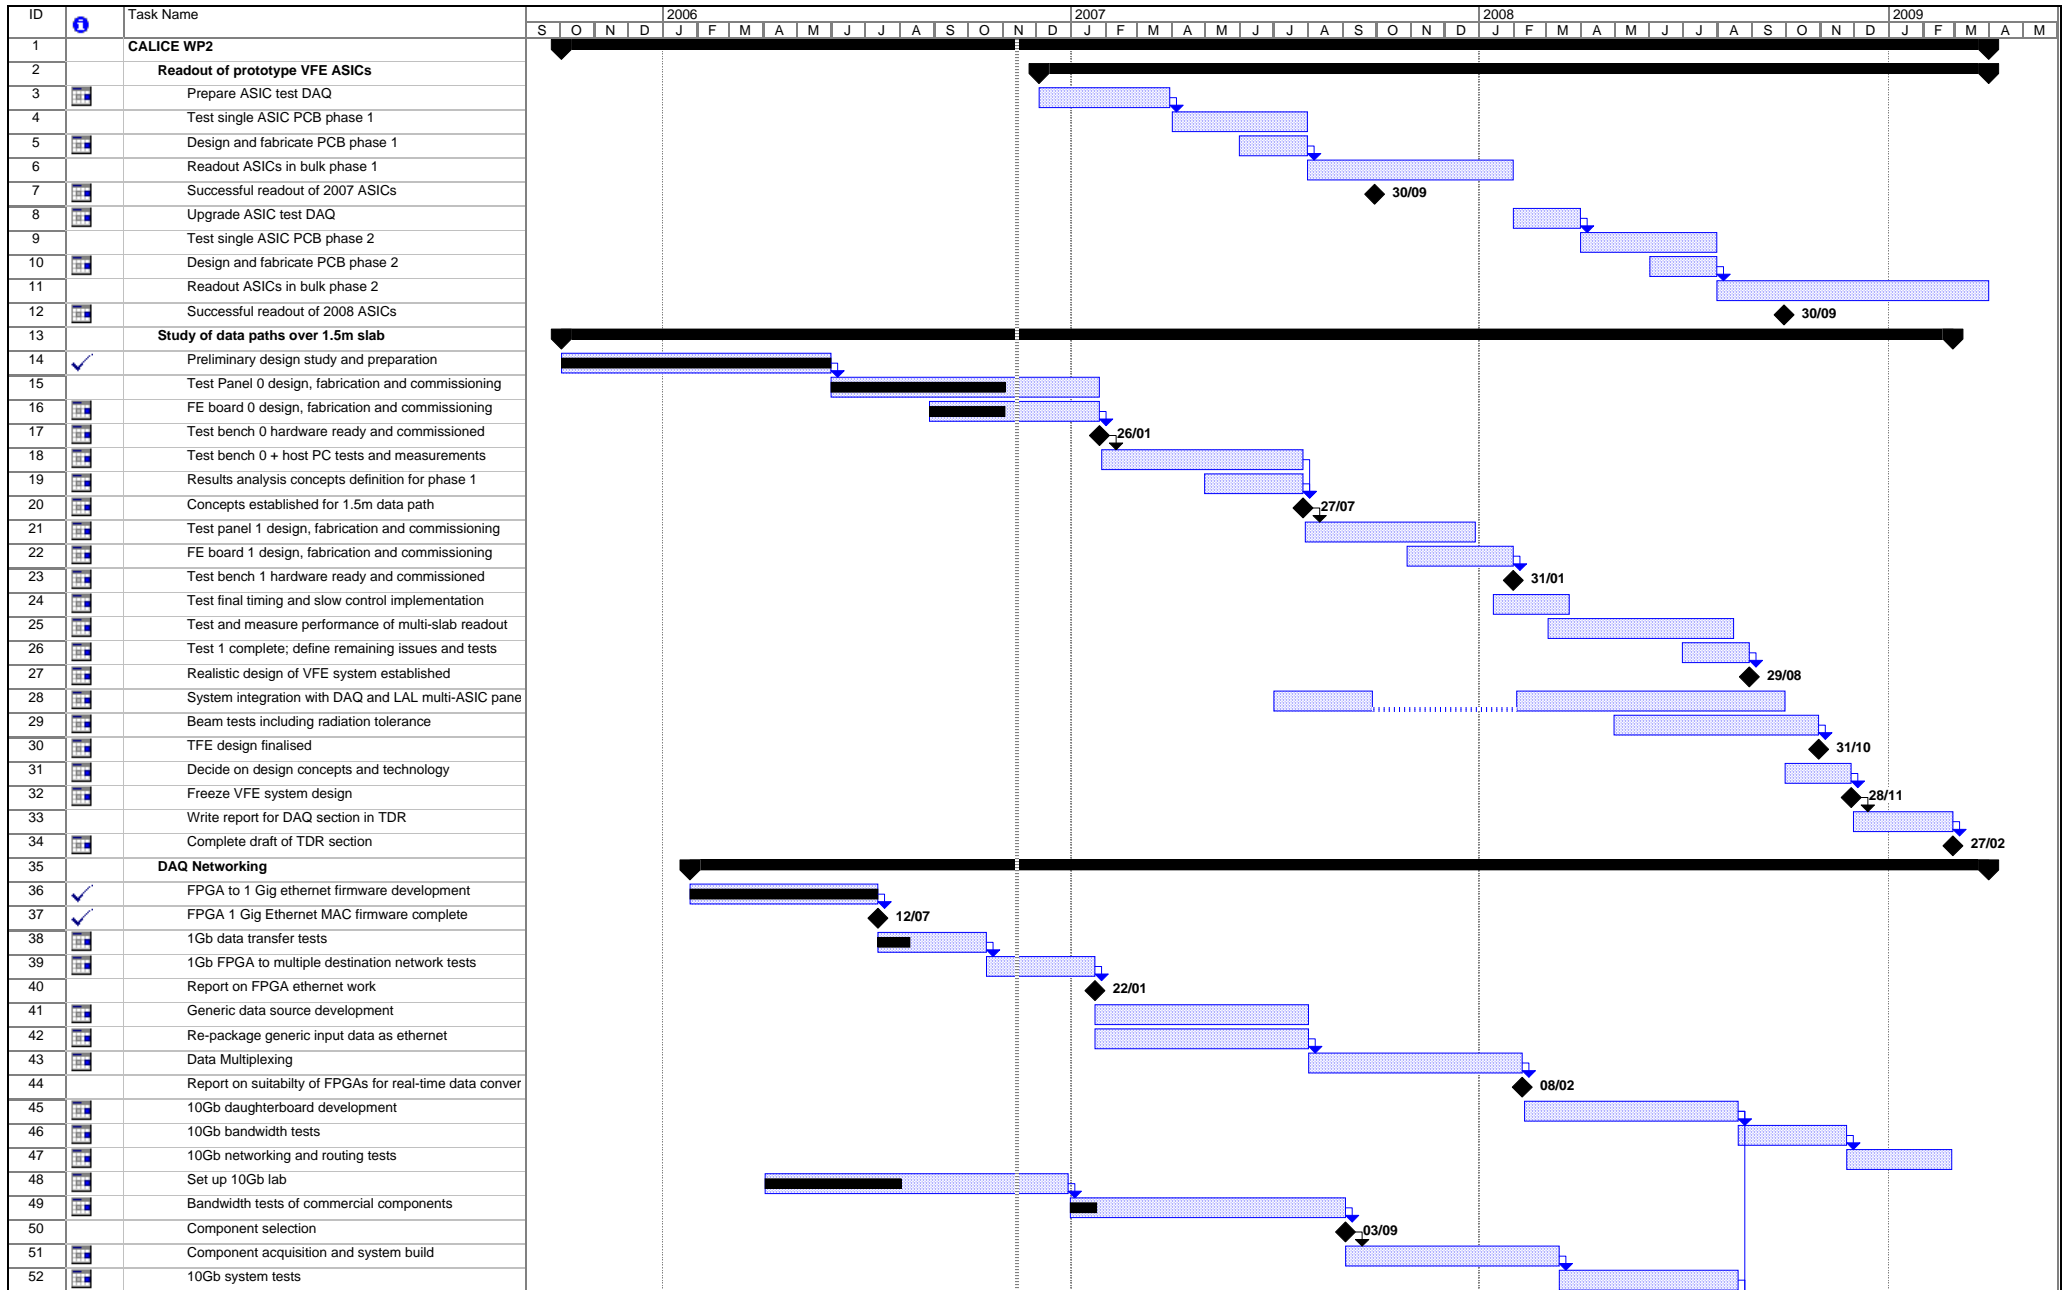 ID Task Name 2006 2007 2008 2009
S O N D J F M A M J J A S O N D J F M A M J J A S O N D J F M A M J J A S O N D J F M A M
1 CALICE WP2
2 Readout of prototype VFE ASICs
3 Prepare ASIC test DAQ
4 Test single ASIC PCB phase 1
5 Design and fabricate PCB phase 1
6 Readout ASICs in bulk phase 1
7 Successful readout of 2007 ASICs 30/09
8 Upgrade ASIC test DAQ
9 Test single ASIC PCB phase 2
10 Design and fabricate PCB phase 2
11 Readout ASICs in bulk phase 2
12 Successful readout of 2008 ASICs 30/09
13 Study of data paths over 1.5m slab
14 Preliminary design study and preparation
15 Test Panel 0 design, fabrication and commissioning
16 FE board 0 design, fabrication and commissioning
17 Test bench 0 hardware ready and commissioned 26/01
18 Test bench 0 + host PC tests and measurements
19 Results analysis concepts definition for phase 1
20 Concepts established for 1.5m data path 27/07
21 Test panel 1 design, fabrication and commissioning
22 FE board 1 design, fabrication and commissioning
23 Test bench 1 hardware ready and commissioned 31/01
24 Test final timing and slow control implementation
25 Test and measure performance of multi-slab readout
26 Test 1 complete; define remaining issues and tests
27 Realistic design of VFE system established 29/08
28 System integration with DAQ and LAL multi-ASIC pane
29 Beam tests including radiation tolerance
30 TFE design finalised 31/10
31 Decide on design concepts and technology
32 Freeze VFE system design 28/11
33 Write report for DAQ section in TDR
34 Complete draft of TDR section 27/02
35 DAQ Networking
36 FPGA to 1 Gig ethernet firmware development
37 FPGA 1 Gig Ethernet MAC firmware complete 12/07
38 1Gb data transfer tests
39 1Gb FPGA to multiple destination network tests
40 Report on FPGA ethernet work 22/01
41 Generic data source development
42 Re-package generic input data as ethernet
43 Data Multiplexing
44 Report on suitabilty of FPGAs for real-time data conver 08/02
45 10Gb daughterboard development
46 10Gb bandwidth tests
47 10Gb networking and routing tests
48 Set up 10Gb lab
49 Bandwidth tests of commercial components
50 Component selection 03/09
51 Component acquisition and system build
52 10Gb system tests